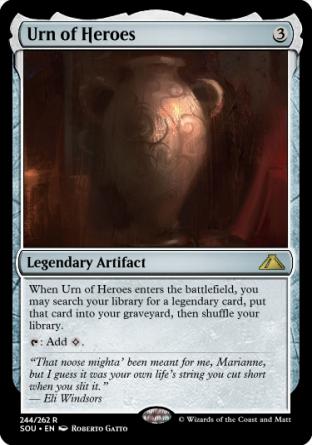 Urn of Heroes 3
Legendary Artifact
When Urn of Heroes enters the battlefield, you
may search your library for a legendary card, put
that card into your graveyard, then shuffle your
library.
: Add .
"That noose mighta' been meant for me, Marianne,
but I guess it was your own life's string you cut short
when you slit it."
— Eli Windsors
244/262 R
SOU • EN ROBERTO GATTO
™ & © Wizards of the Coast and Matt